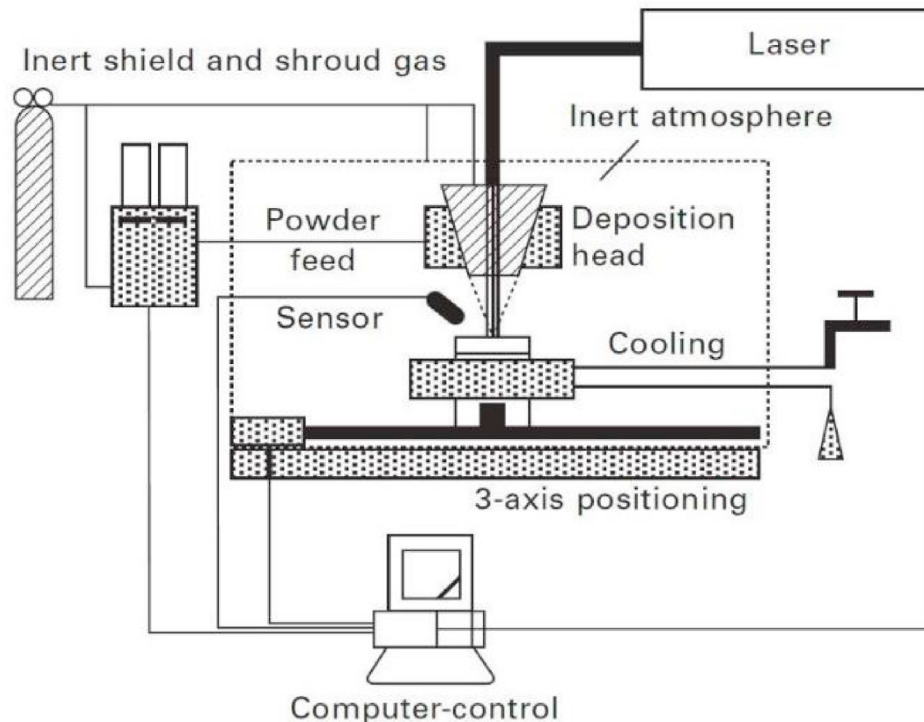 Laser
Inert shield and shroud gas
Inert atmosphere
Powder
feed
Deposition
head
Sensor
Cooling
3-axis positioning
Computer-control